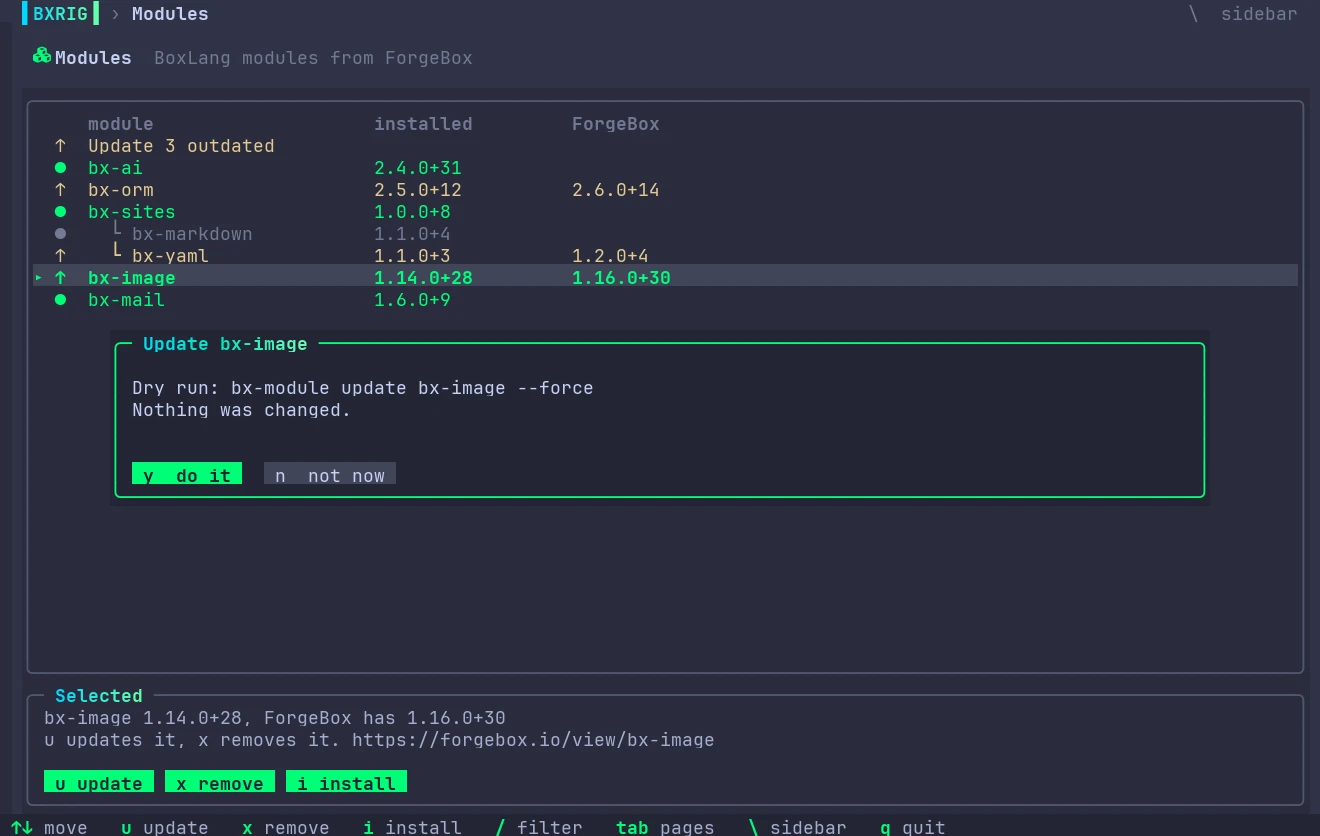 BXRIG › Modules \ sidebar
Modules BoxLang modules from ForgeBox
module installed ForgeBox
↑ Update 3 outdated
● bx-ai 2.4.0+31
↑ bx-orm 2.5.0+12 2.6.0+14
● bx-sites 1.0.0+8
● └ bx-markdown 1.1.0+4
↑ └ bx-yaml 1.1.0+3 1.2.0+4
▸ ↑ bx-image 1.14.0+28 1.16.0+30
● bx-mail 1.6.0+9
Update bx-image
Dry run: bx-module update bx-image --force
Nothing was changed.
y do it n not now
Selected
bx-image 1.14.0+28, ForgeBox has 1.16.0+30
u updates it, x removes it. https://forgebox.io/view/bx-image
u update x remove i install
↑↓ move u update x remove i install / filter tab pages \ sidebar q quit